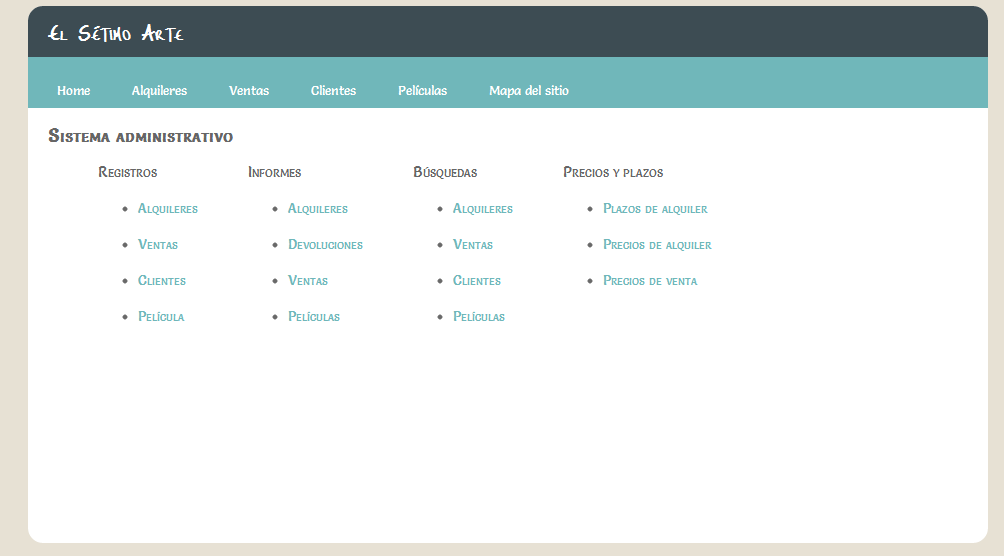 El Sétimo Arte
Home Alquileres Ventas Clientes Películas Mapa del sitio
Sistema administrativo
Registros
Alquileres
Ventas
Clientes
Película
Informes
Alquileres
Devoluciones
Ventas
Películas
Búsquedas
Alquileres
Ventas
Clientes
Películas
Precios y plazos
Plazos de alquiler
Precios de alquiler
Precios de venta